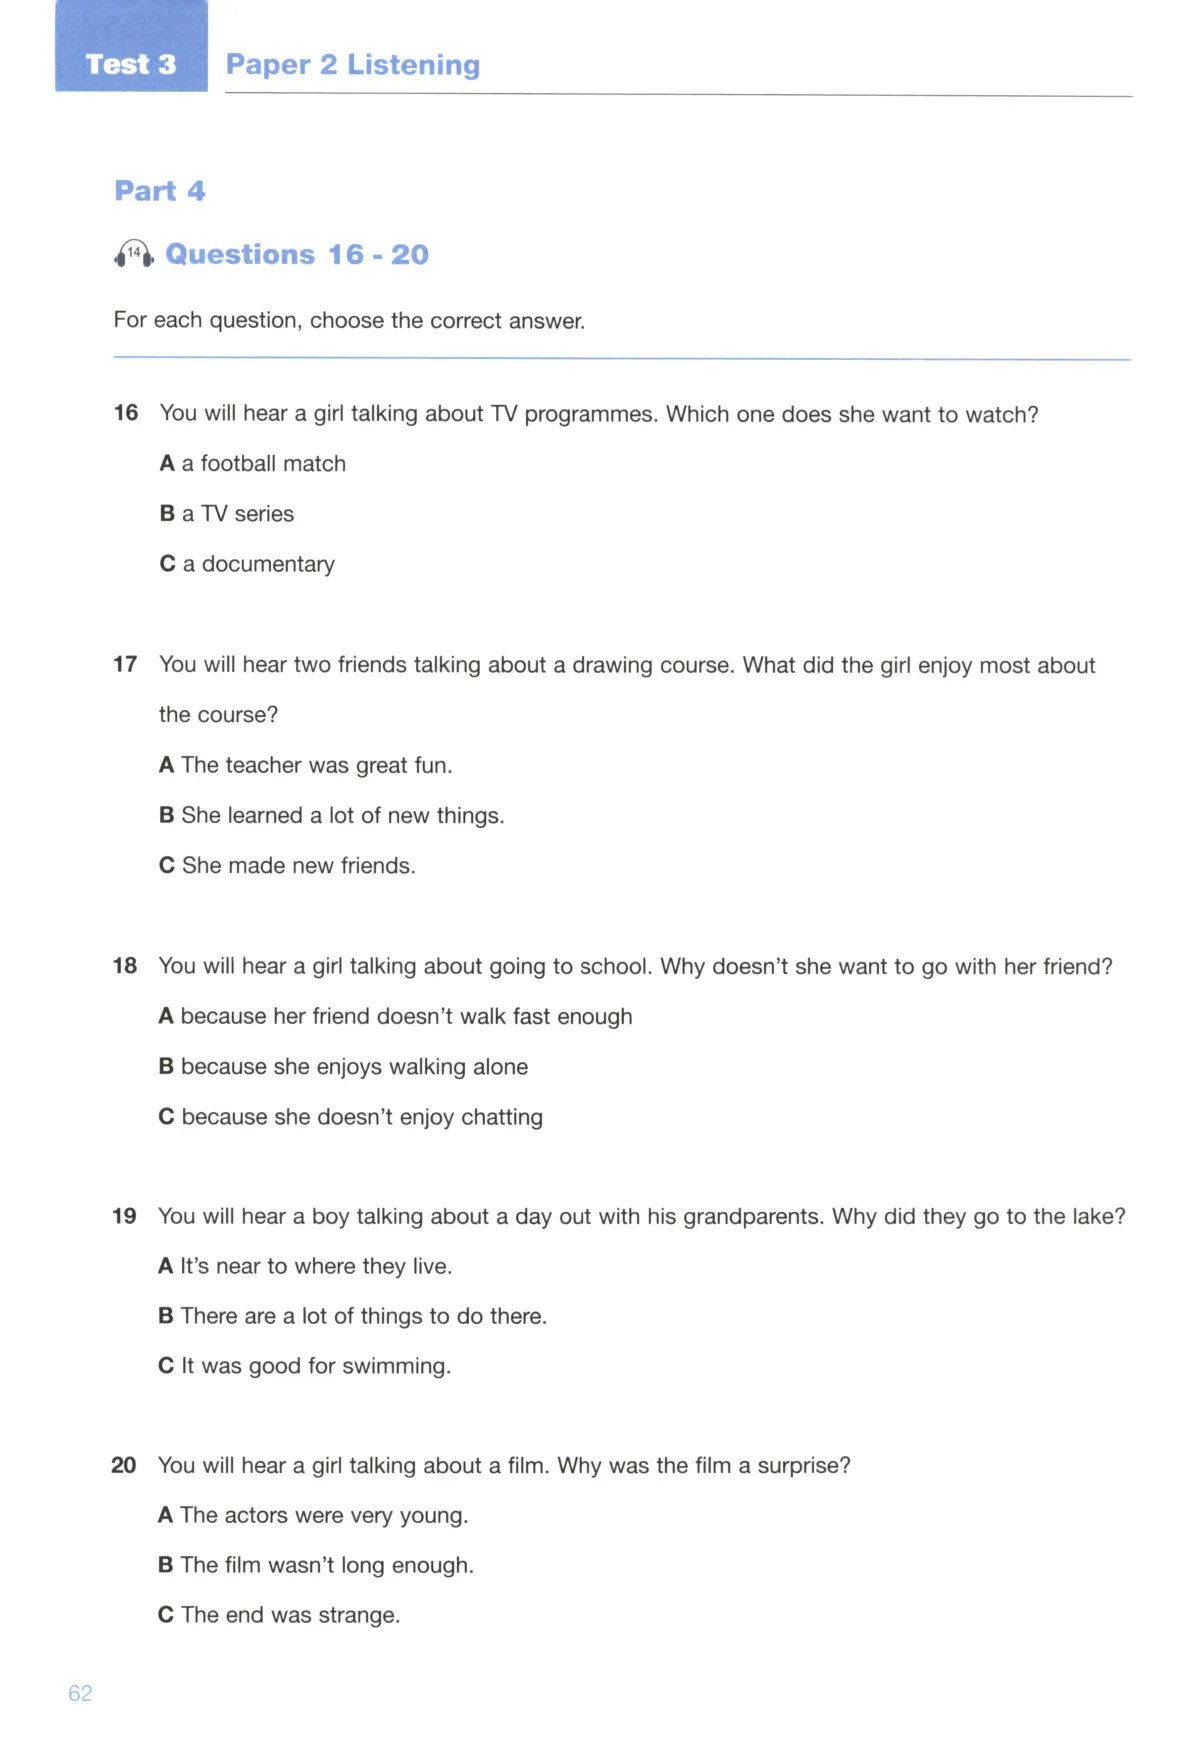 Test 3
Paper 2 Listening
Part 4
14
Questions 16 - 20
For each question, choose the correct answer.
16 You will hear a girl talking about TV programmes. Which one does she want to watch?
A a football match
B a TV series
C a documentary
17 You will hear two friends talking about a drawing course. What did the girl enjoy most about
the course?
A The teacher was great fun.
B She learned a lot of new things.
C She made new friends.
18 You will hear a girl talking about going to school. Why doesn't she want to go with her friend?
A because her friend doesn't walk fast enough
B because she enjoys walking alone
C because she doesn't enjoy chatting
19 You will hear a boy talking about a day out with his grandparents. Why did they go to the lake?
A It's near to where they live.
B There are a lot of things to do there.
C It was good for swimming.
20 You will hear a girl talking about a film. Why was the film a surprise?
A The actors were very young.
B The film wasn't long enough.
C The end was strange.
62